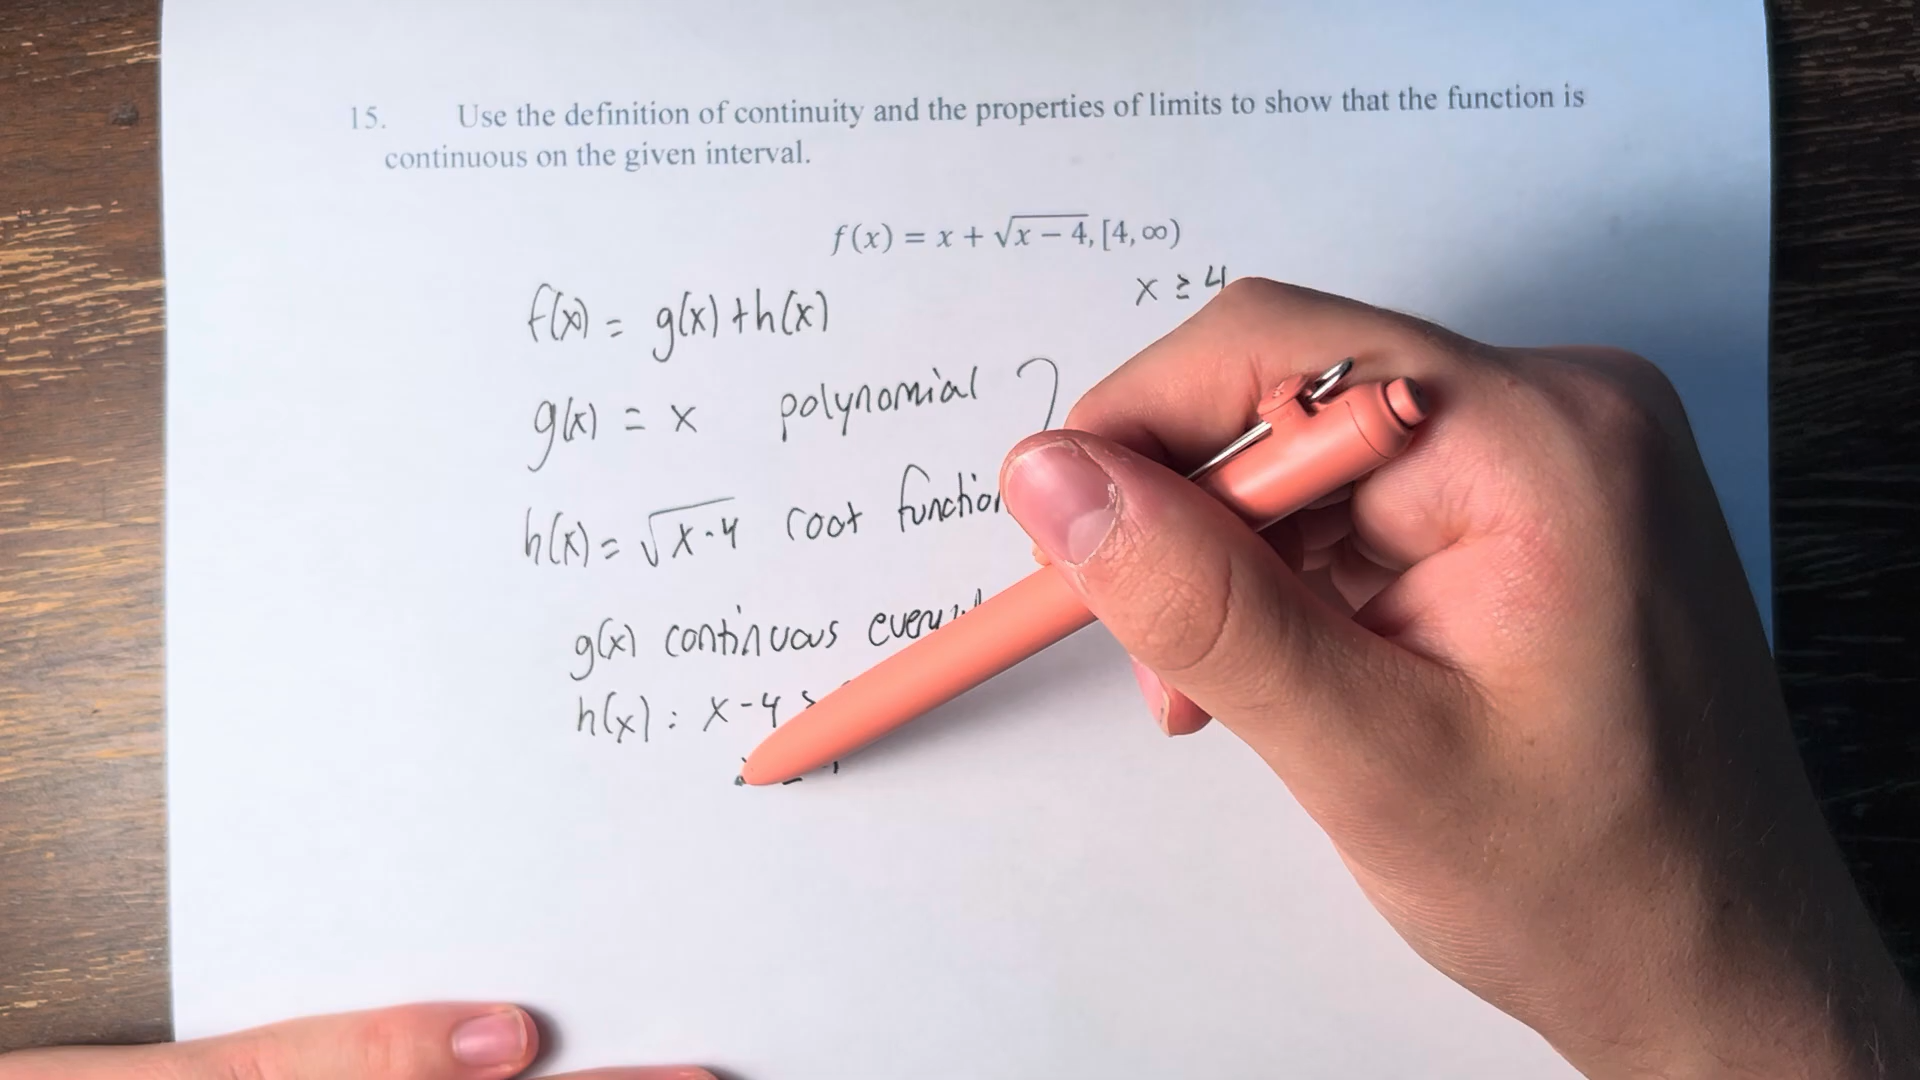 15. Use the definition of continuity and the properties of limits to show that the function is
continuous on the given interval.
f(x) = x + √x − 4, [4, ∞)
x ≥ 4
f(x) = g(x) + h(x)
g(x) = x polynomial
h(x) = √x-4 root function
g(x) continuous
h(x) : x-4